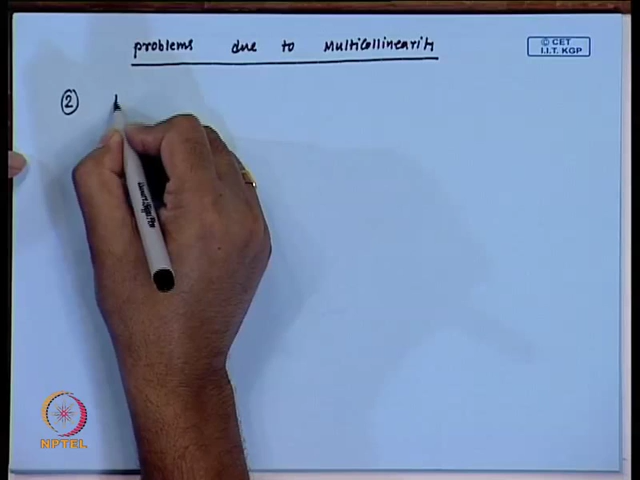 problems due to Multicollinearity
© CET
I.I.T. KGP
②
NPTEL